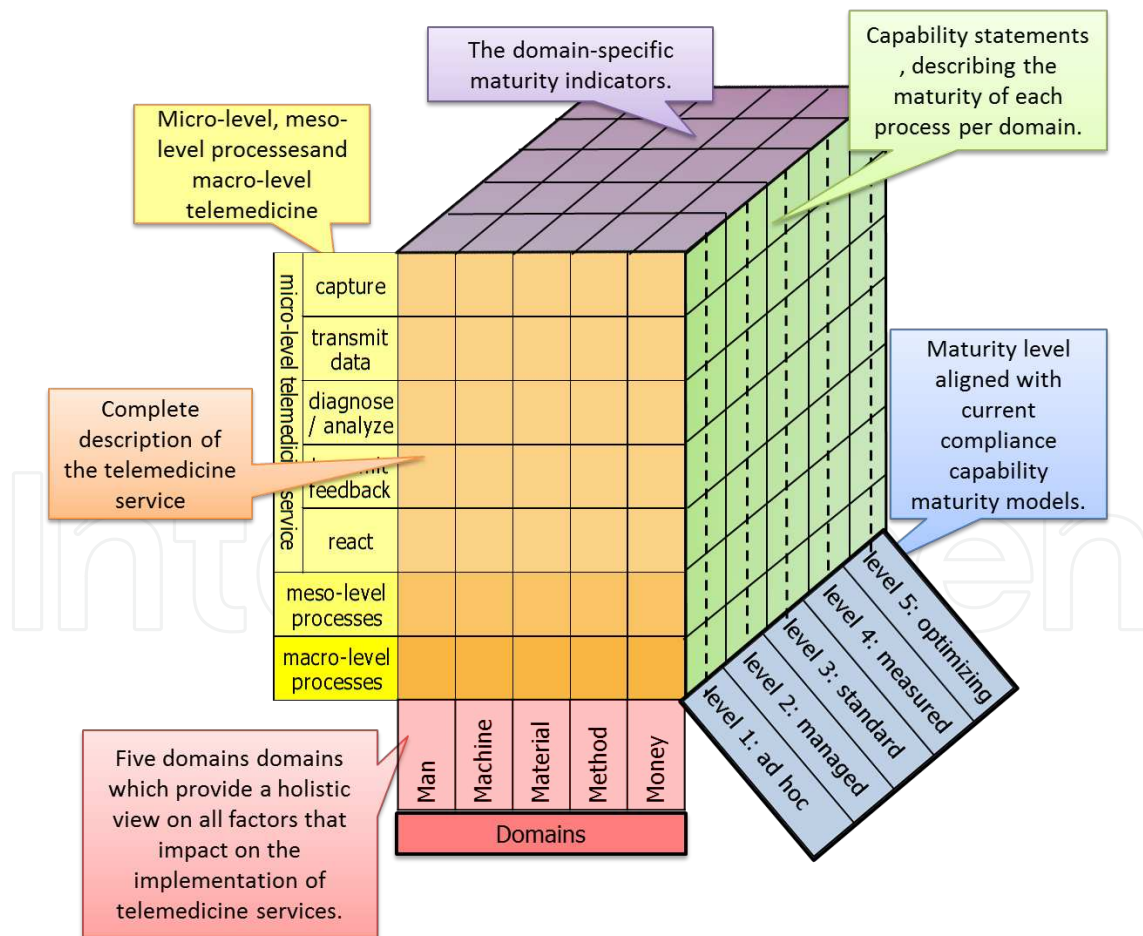 The domain-specific
maturity indicators.
Capability statements
, describing the
maturity of each
process per domain.
Micro-level, meso-
level processesand
macro-level
telemedicine
micro-level telemedici service
capture
transmit
data
diagnose
/ analyze
feedback
react
meso-level
processes
macro-level
processes
Complete
description of
the telemedicine
service
Maturity level
aligned with
current
compliance
capability
maturity models.
level 5: optimizing
level 4: measured
level 3: standard
level 2: managed
level 1: ad hoc
Man
Machine
Material
Method
Money
Domains
Five domains domains
which provide a holistic
view on all factors that
impact on the
implementation of
telemedicine services.